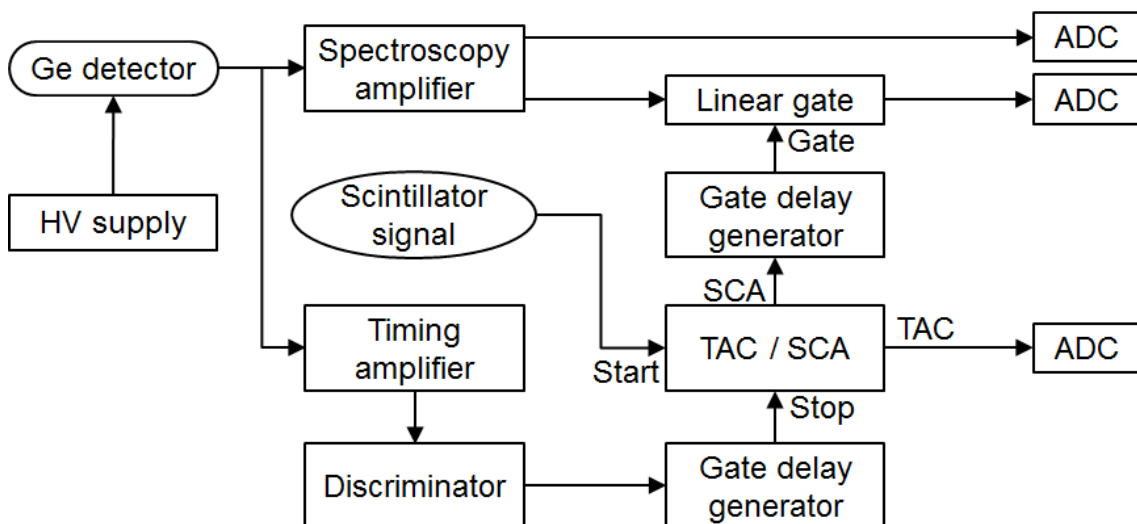 Ge detector
HV supply
Spectroscopy
amplifier
ADC
Linear gate
ADC
Gate
Scintillator
signal
Gate delay
generator
SCA
Timing
amplifier
Start
TAC / SCA
TAC
ADC
Stop
Discriminator
Gate delay
generator